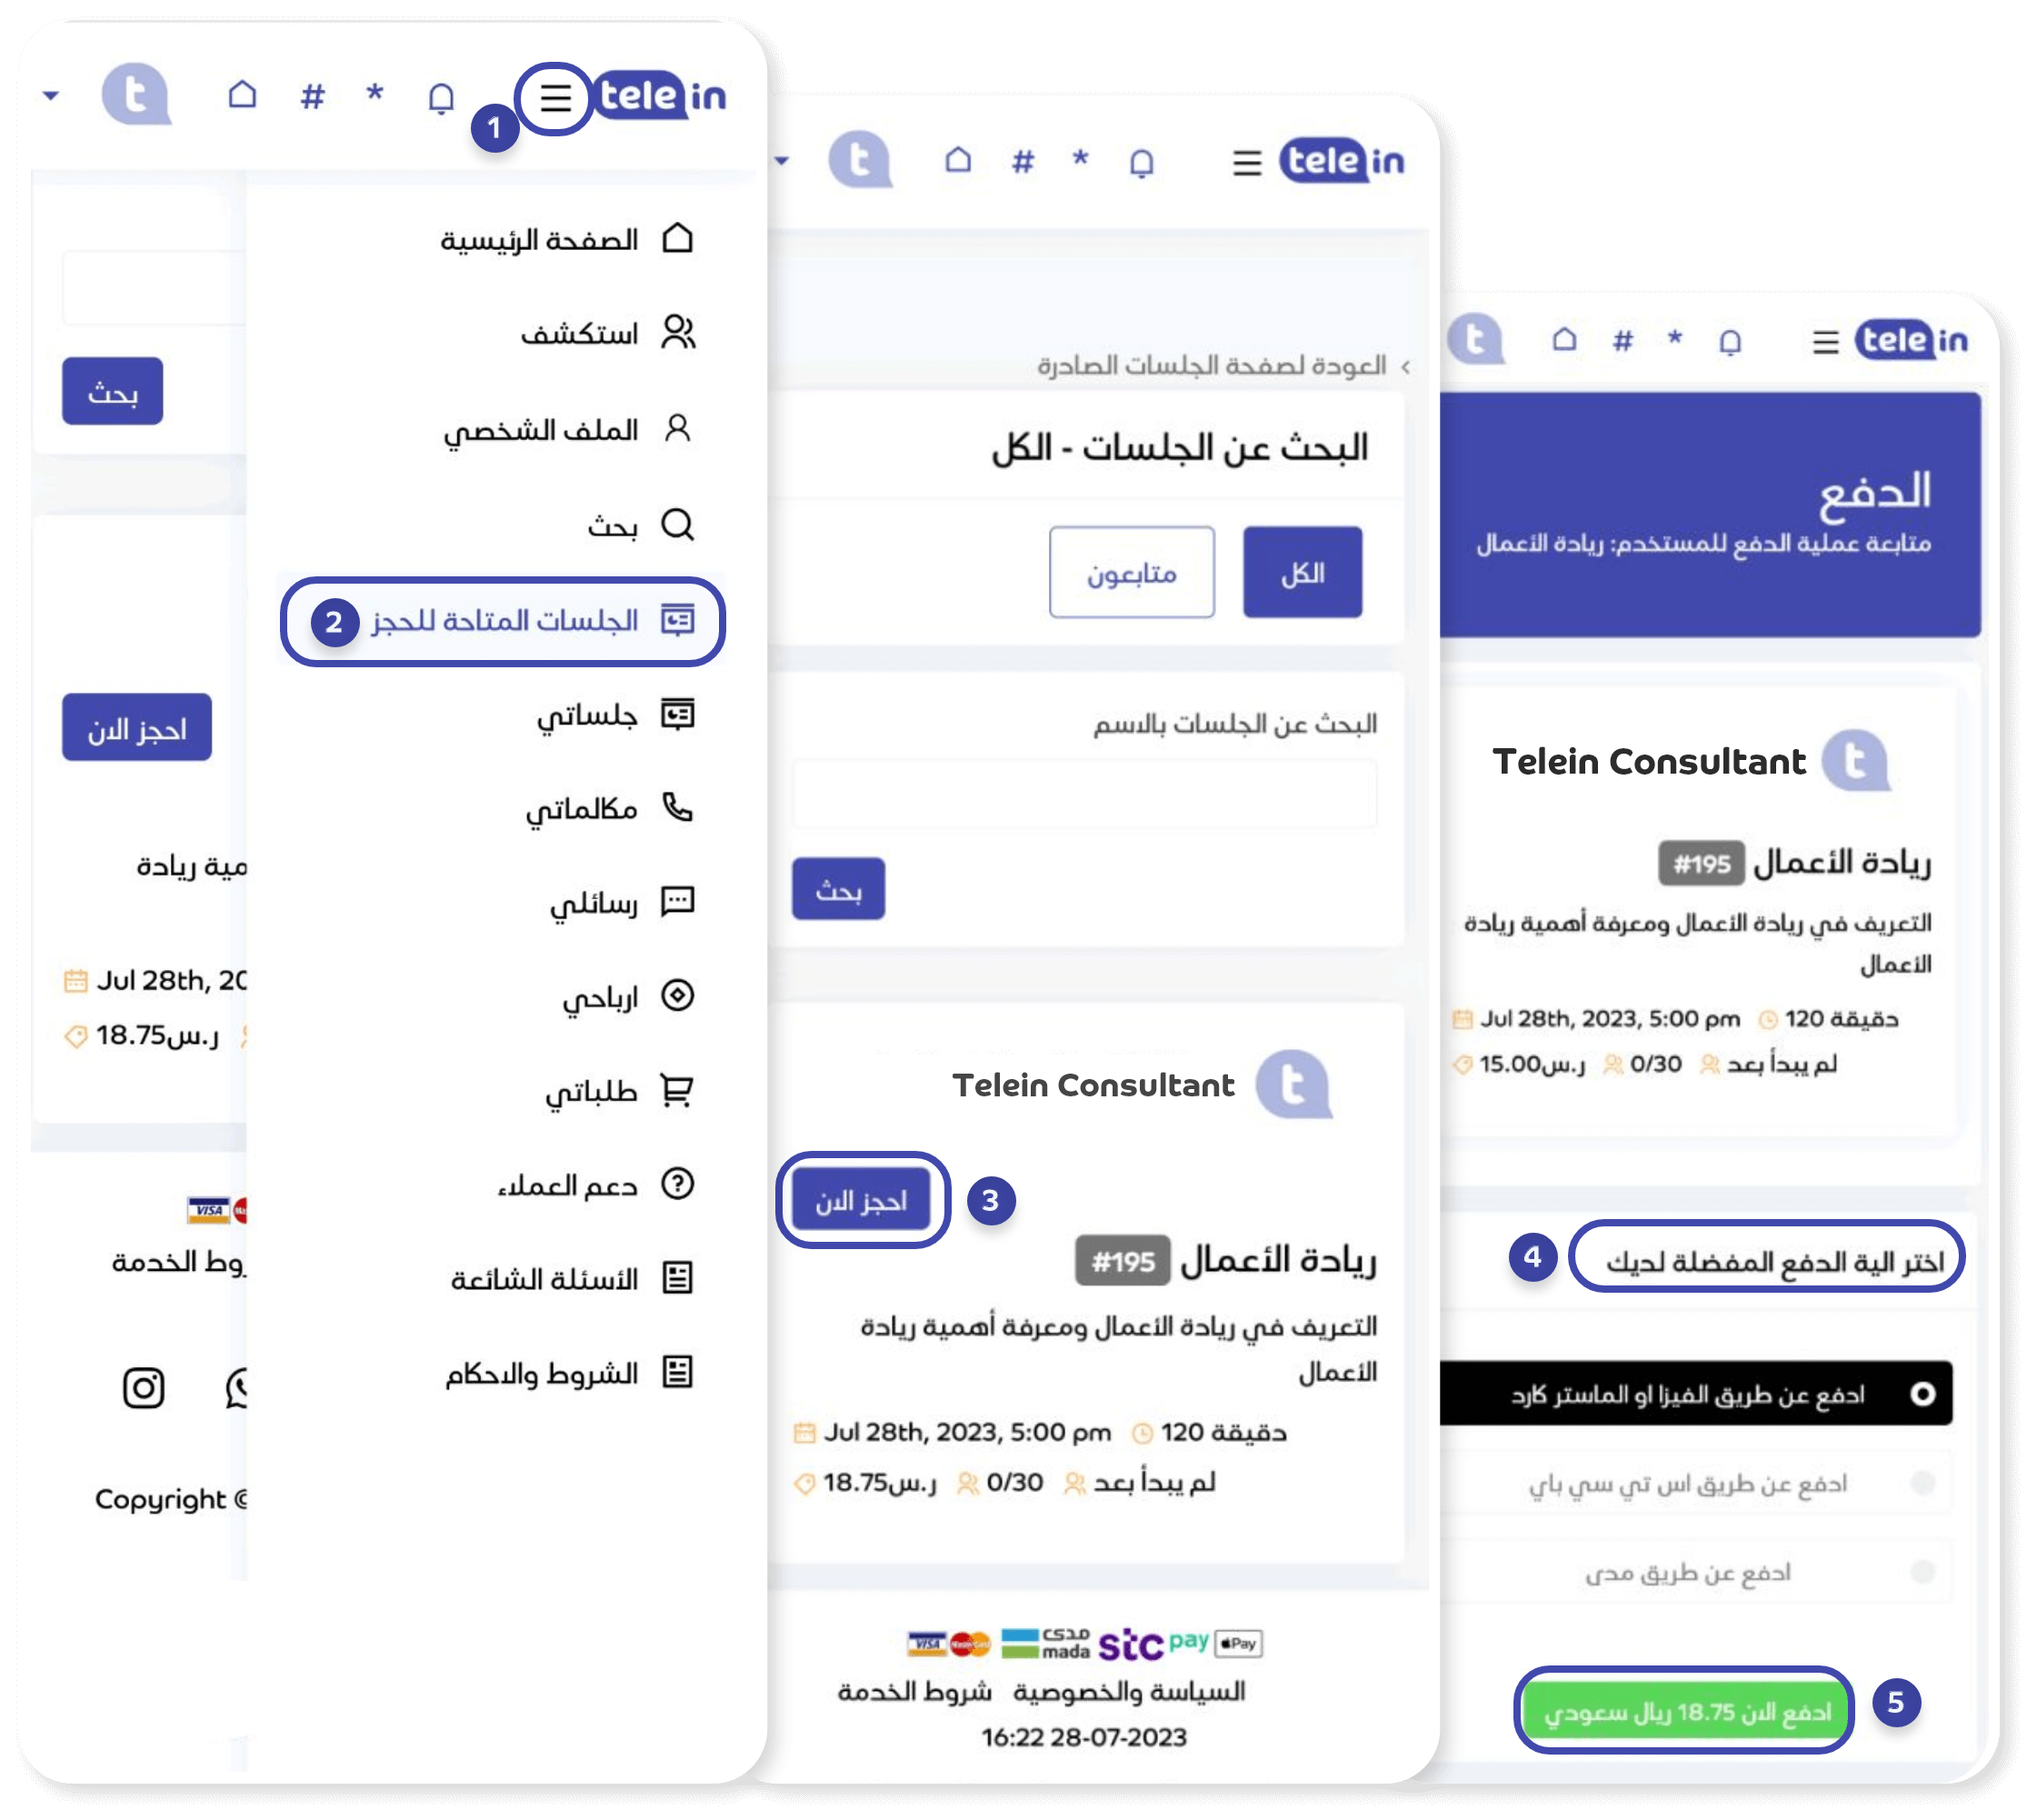 telein
1
الصفحة الرئيسية
استكشف
الملف الشخصي
بحث
الجلسات المتاحة للحجز
2
جلساتي
مكالماتي
رسائلي
ارباحي
طلباتي
دعم العملاء
الأسئلة الشائعة
الشروط والاحكام
بحث
احجز الان
مية ريادة
Jul 28th, 20
18.75ر.س
VISA
وط الخدمة
Copyright ©
telein
العودة لصفحة الجلسات الصادرة
البحث عن الجلسات - الكل
الكل
متابعون
البحث عن الجلسات بالاسم
بحث
Telein Consultant
احجز الان
3
ريادة الأعمال #195
التعريف في ريادة الأعمال ومعرفة أهمية ريادة
الأعمال
Jul 28th, 2023, 5:00 pm 120 دقيقة
18.75ر.س 0/30 لم يبدأ بعد
VISA MasterCard مدى mada stc pay Pay
السياسة والخصوصية شروط الخدمة
16:22 28-07-2023
telein
الدفع
متابعة عملية الدفع للمستخدم: ريادة الأعمال
Telein Consultant
ريادة الأعمال #195
التعريف في ريادة الأعمال ومعرفة أهمية ريادة
الأعمال
Jul 28th, 2023, 5:00 pm 120 دقيقة
15.00ر.س 0/30 لم يبدأ بعد
اختر الية الدفع المفضلة لديك
4
ادفع عن طريق الفيزا او الماستر كارد
ادفع عن طريق اس تي سي باي
ادفع عن طريق مدى
ادفع الان 18.75 ريال سعودي
5